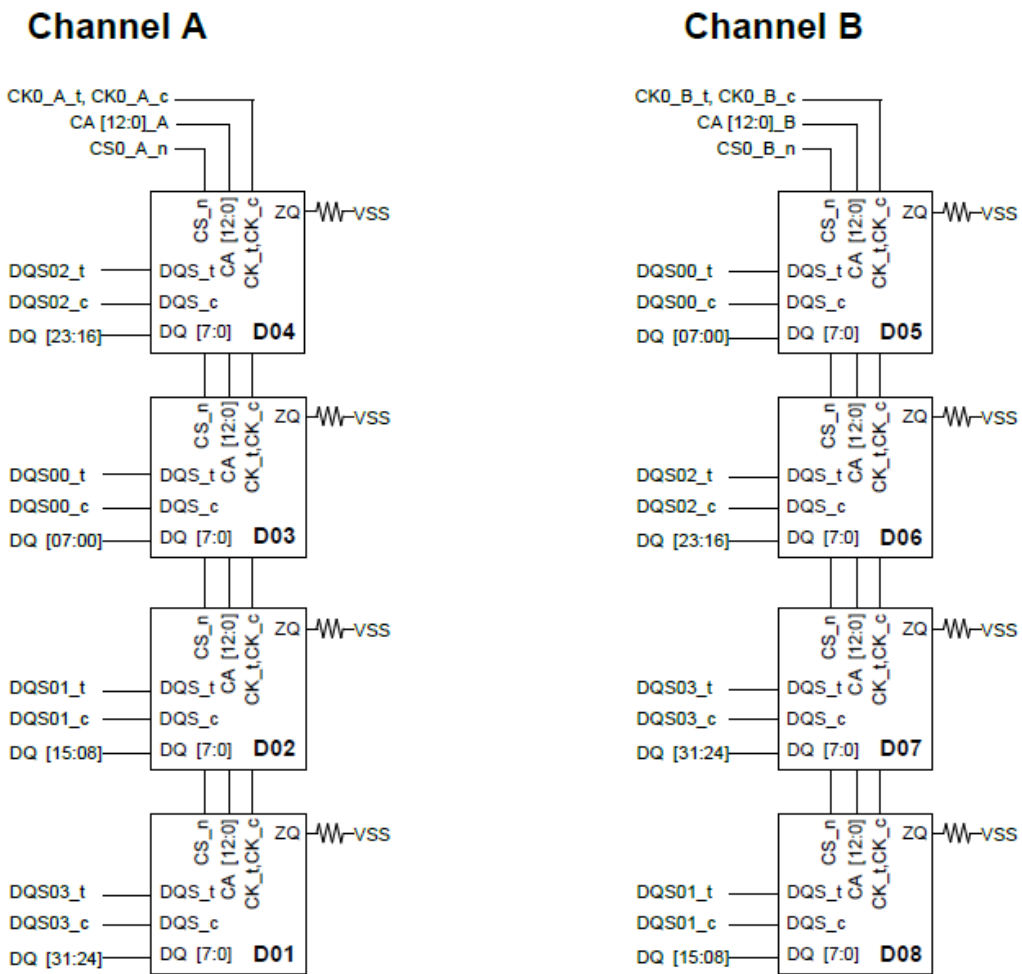 Channel A
CK0_A_t, CK0_A_c
CA [12:0]_A
CS0_A_n
CS_n
CA [12:0]
CK_t,CK_c
ZQ
VSS
DQS02_t
DQS_t
DQS02_c
DQS_c
DQ [23:16]
DQ [7:0]
D04
CS_n
CA [12:0]
CK_t,CK_c
ZQ
VSS
DQS00_t
DQS_t
DQS00_c
DQS_c
DQ [07:00]
DQ [7:0]
D03
CS_n
CA [12:0]
CK_t,CK_c
ZQ
VSS
DQS01_t
DQS_t
DQS01_c
DQS_c
DQ [15:08]
DQ [7:0]
D02
CS_n
CA [12:0]
CK_t,CK_c
ZQ
VSS
DQS03_t
DQS_t
DQS03_c
DQS_c
DQ [31:24]
DQ [7:0]
D01
Channel B
CK0_B_t, CK0_B_c
CA [12:0]_B
CS0_B_n
CS_n
CA [12:0]
CK_t,CK_c
ZQ
VSS
DQS00_t
DQS_t
DQS00_c
DQS_c
DQ [07:00]
DQ [7:0]
D05
CS_n
CA [12:0]
CK_t,CK_c
ZQ
VSS
DQS02_t
DQS_t
DQS02_c
DQS_c
DQ [23:16]
DQ [7:0]
D06
CS_n
CA [12:0]
CK_t,CK_c
ZQ
VSS
DQS03_t
DQS_t
DQS03_c
DQS_c
DQ [31:24]
DQ [7:0]
D07
CS_n
CA [12:0]
CK_t,CK_c
ZQ
VSS
DQS01_t
DQS_t
DQS01_c
DQS_c
DQ [15:08]
DQ [7:0]
D08